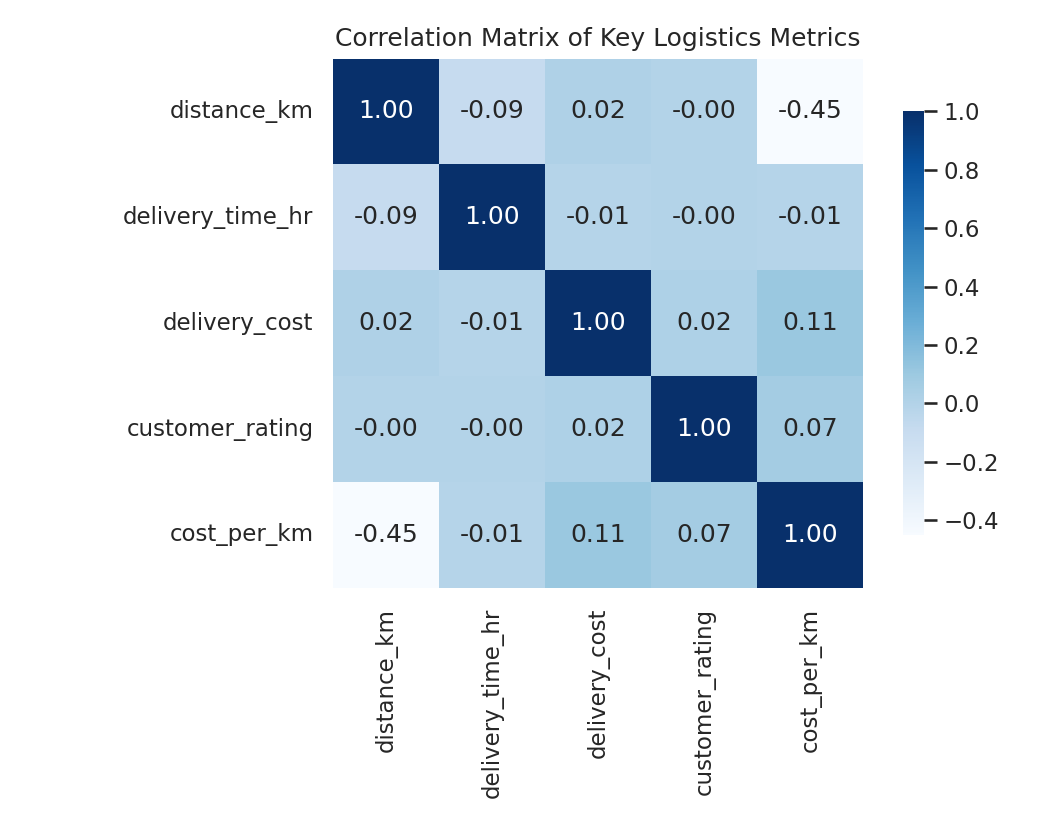 Correlation Matrix of Key Logistics Metrics
distance_km 1.00 -0.09 0.02 -0.00 -0.45
delivery_time_hr -0.09 1.00 -0.01 -0.00 -0.01
delivery_cost 0.02 -0.01 1.00 0.02 0.11
customer_rating -0.00 -0.00 0.02 1.00 0.07
cost_per_km -0.45 -0.01 0.11 0.07 1.00
distance_km
delivery_time_hr
delivery_cost
customer_rating
cost_per_km
1.0
0.8
0.6
0.4
0.2
0.0
−0.2
−0.4